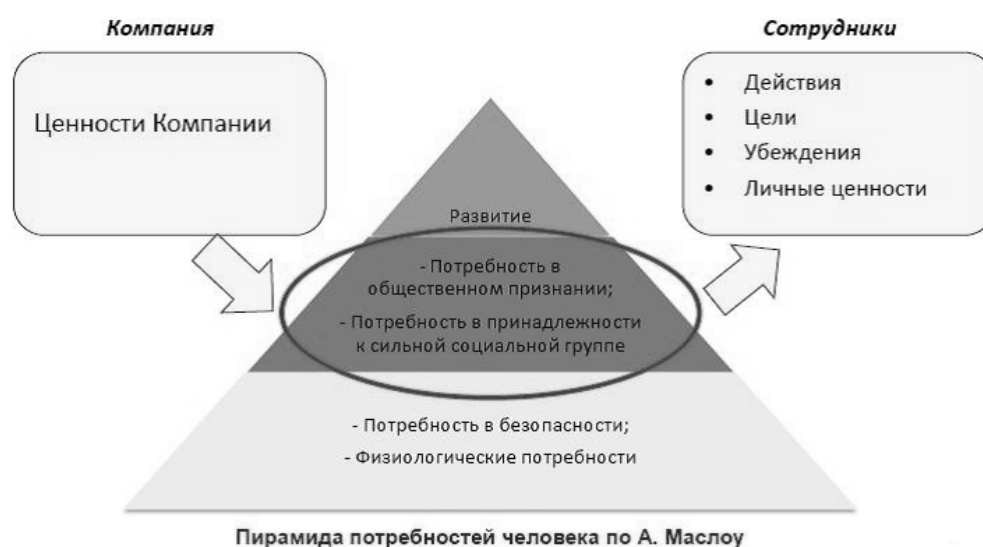 Компания
Ценности Компании
Сотрудники
• Действия
• Цели
• Убеждения
• Личные ценности
Развитие
- Потребность в
общественном признании;
- Потребность в принадлежности
к сильной социальной группе
- Потребность в безопасности;
- Физиологические потребности
Пирамида потребностей человека по А. Маслоу